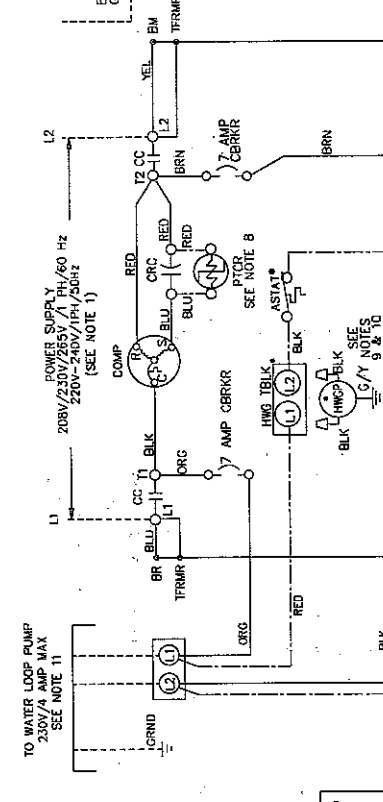 BM
TFRMR
YEL
L2
L2
CC
T2
BRN
7 AMP
CBRKR
BRN
POWER SUPPLY
208V/230V/265V /1 PH/60 Hz
220V-240V/1PH/50Hz
(SEE NOTE 1)
RED
RED
CRC
RED
BLU
BLU
PTCR
SEE NOTE 8
COMP
R
S
C
BLK
ASTAT*
BLK
HWG TBLK*
L1
L2
*
HWGP
BLK
BLK
SEE
NOTES
9 & 10
G/Y
7 AMP CBRKR
ORG
T1
CC
L1
L1
BLU
BR
TFRMR
RED
ORG
BLK
TO WATER LOOP PUMP
230V/4 AMP MAX
SEE NOTE 11
L1
L2
GRND